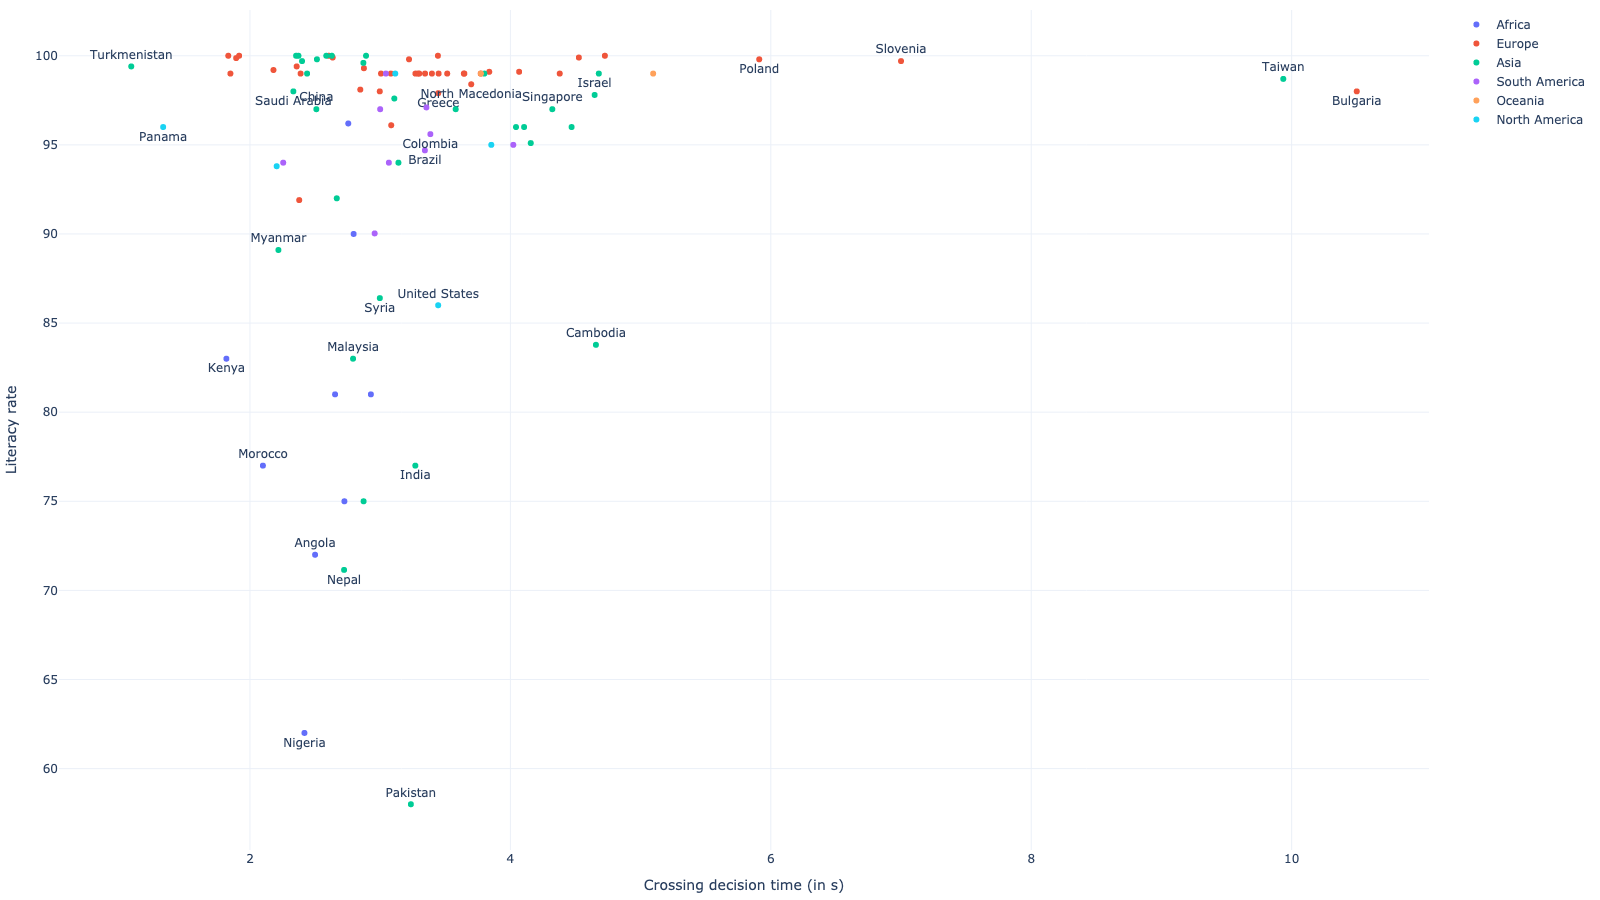 Africa
Europe
Asia
South America
Oceania
North America
Literacy rate
100
95
90
85
80
75
70
65
60
Turkmenistan
Slovenia
Poland
Taiwan
Bulgaria
Israel
Singapore
North Macedonia
Greece
China
Saudi Arabia
Panama
Colombia
Brazil
Myanmar
United States
Syria
Cambodia
Malaysia
Kenya
Morocco
India
Angola
Nepal
Nigeria
Pakistan
2
4
6
8
10
Crossing decision time (in s)